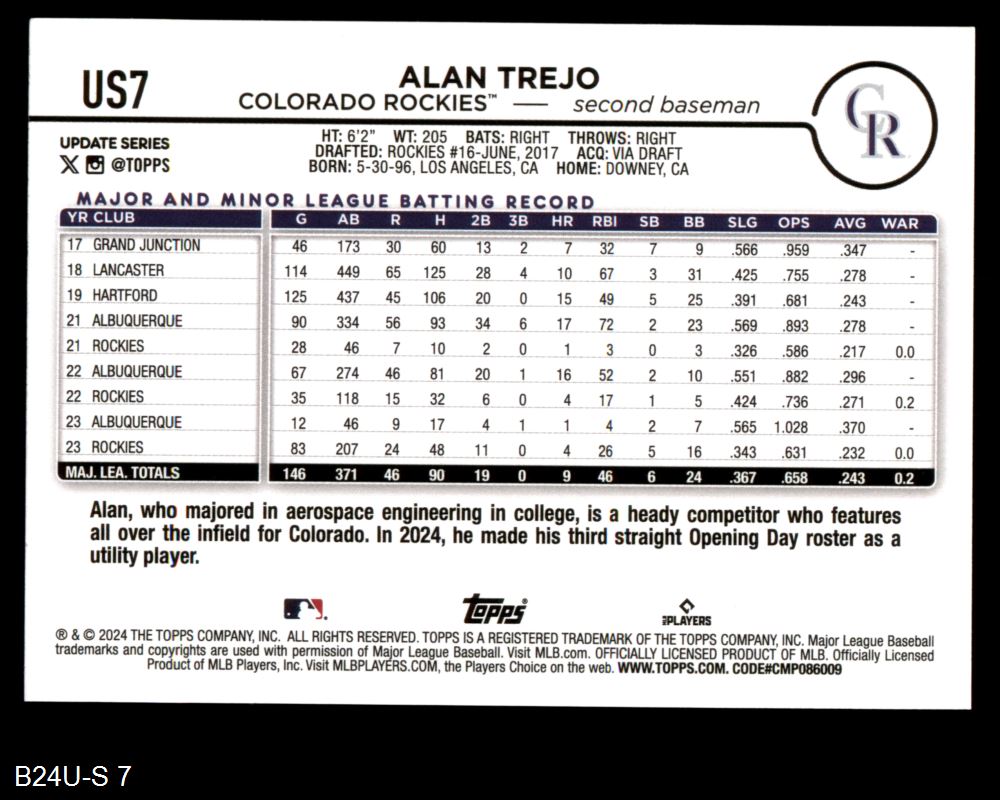 US7
ALAN TREJO
COLORADO ROCKIES™ — second baseman
CR
UPDATE SERIES
X @TOPPS
HT: 6'2" WT: 205 BATS: RIGHT THROWS: RIGHT
DRAFTED: ROCKIES #16-JUNE, 2017 ACQ: VIA DRAFT
BORN: 5-30-96, LOS ANGELES, CA HOME: DOWNEY, CA
MAJOR AND MINOR LEAGUE BATTING RECORD
YR CLUB G AB R H 2B 3B HR RBI SB BB SLG OPS AVG WAR
17 GRAND JUNCTION 46 173 30 60 13 2 7 32 7 9 .566 .959 .347 -
18 LANCASTER 114 449 65 125 28 4 10 67 3 31 .425 .755 .278 -
19 HARTFORD 125 437 45 106 20 0 15 49 5 25 .391 .681 .243 -
21 ALBUQUERQUE 90 334 56 93 34 6 17 72 2 23 .569 .893 .278 -
21 ROCKIES 28 46 7 10 2 0 1 3 0 3 .326 .586 .217 0.0
22 ALBUQUERQUE 67 274 46 81 20 1 16 52 2 10 .551 .882 .296 -
22 ROCKIES 35 118 15 32 6 0 4 17 1 5 .424 .736 .271 0.2
23 ALBUQUERQUE 12 46 9 17 4 1 1 4 2 7 .565 1.028 .370 -
23 ROCKIES 83 207 24 48 11 0 4 26 5 16 .343 .631 .232 0.0
MAJ. LEA. TOTALS 146 371 46 90 19 0 9 46 6 24 .367 .658 .243 0.2
Alan, who majored in aerospace engineering in college, is a heady competitor who features
all over the infield for Colorado. In 2024, he made his third straight Opening Day roster as a
utility player.
Topps® MLBPLAYERS
® & © 2024 THE TOPPS COMPANY, INC. ALL RIGHTS RESERVED. TOPPS IS A REGISTERED TRADEMARK OF THE TOPPS COMPANY, INC. Major League Baseball
trademarks and copyrights are used with permission of Major League Baseball. Visit MLB.com. OFFICIALLY LICENSED PRODUCT OF MLB. Officially Licensed
Product of MLB Players, Inc. Visit MLBPLAYERS.COM, the Players Choice on the web. WWW.TOPPS.COM. CODE#CMP086009
B24U-S 7